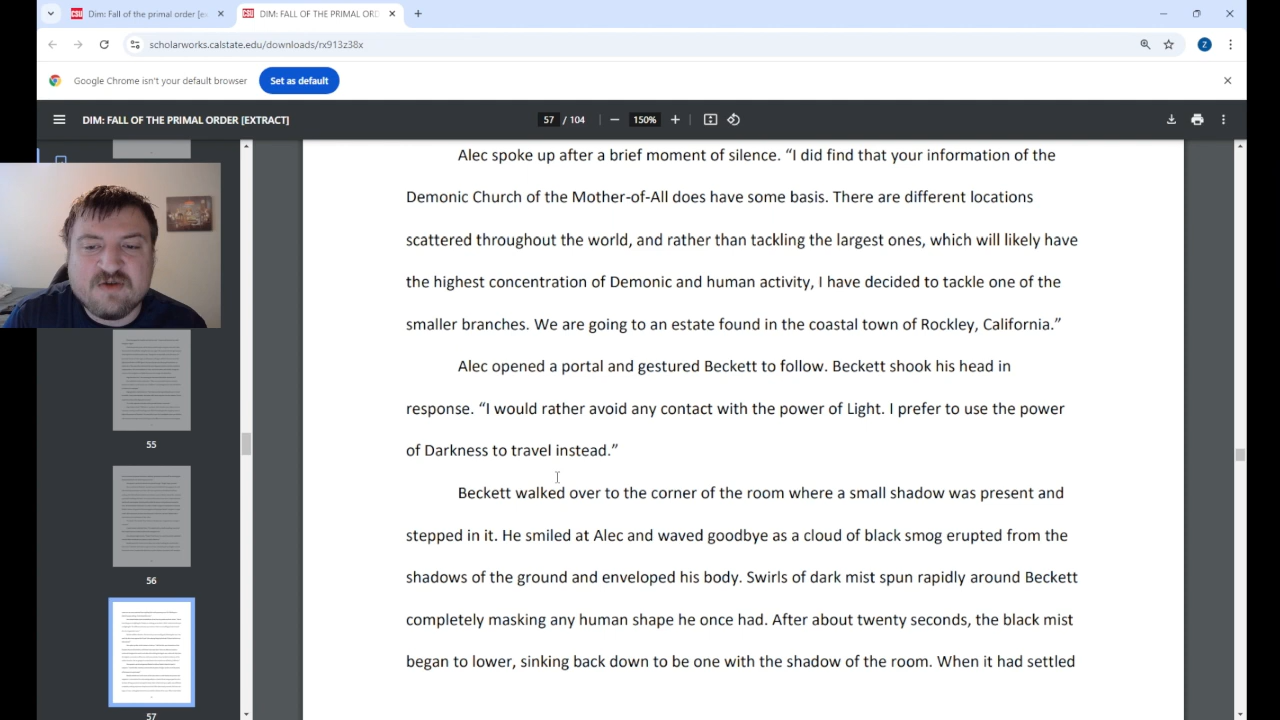 Dim: Fall of the primal order [ex
DIM: FALL OF THE PRIMAL ORD
scholarworks.calstate.edu/downloads/rx913z38x
Z
Google Chrome isn't your default browser
Set as default
DIM: FALL OF THE PRIMAL ORDER [EXTRACT]
57 / 104
150%
Alec spoke up after a brief moment of silence. “I did find that your information of the
Demonic Church of the Mother-of-All does have some basis. There are different locations
scattered throughout the world, and rather than tackling the largest ones, which will likely have
the highest concentration of Demonic and human activity, I have decided to tackle one of the
smaller branches. We are going to an estate found in the coastal town of Rockley, California.”
Alec opened a portal and gestured Beckett to follow. Beckett shook his head in
response. “I would rather avoid any contact with the power of Light. I prefer to use the power
of Darkness to travel instead.”
Beckett walked over to the corner of the room where a small shadow was present and
stepped in it. He smiled at Alec and waved goodbye as a cloud of black smog erupted from the
shadows of the ground and enveloped his body. Swirls of dark mist spun rapidly around Beckett
completely masking any human shape he once had. After about twenty seconds, the black mist
began to lower, sinking back down to be one with the shadow of the room. When it had settled
55
56
57